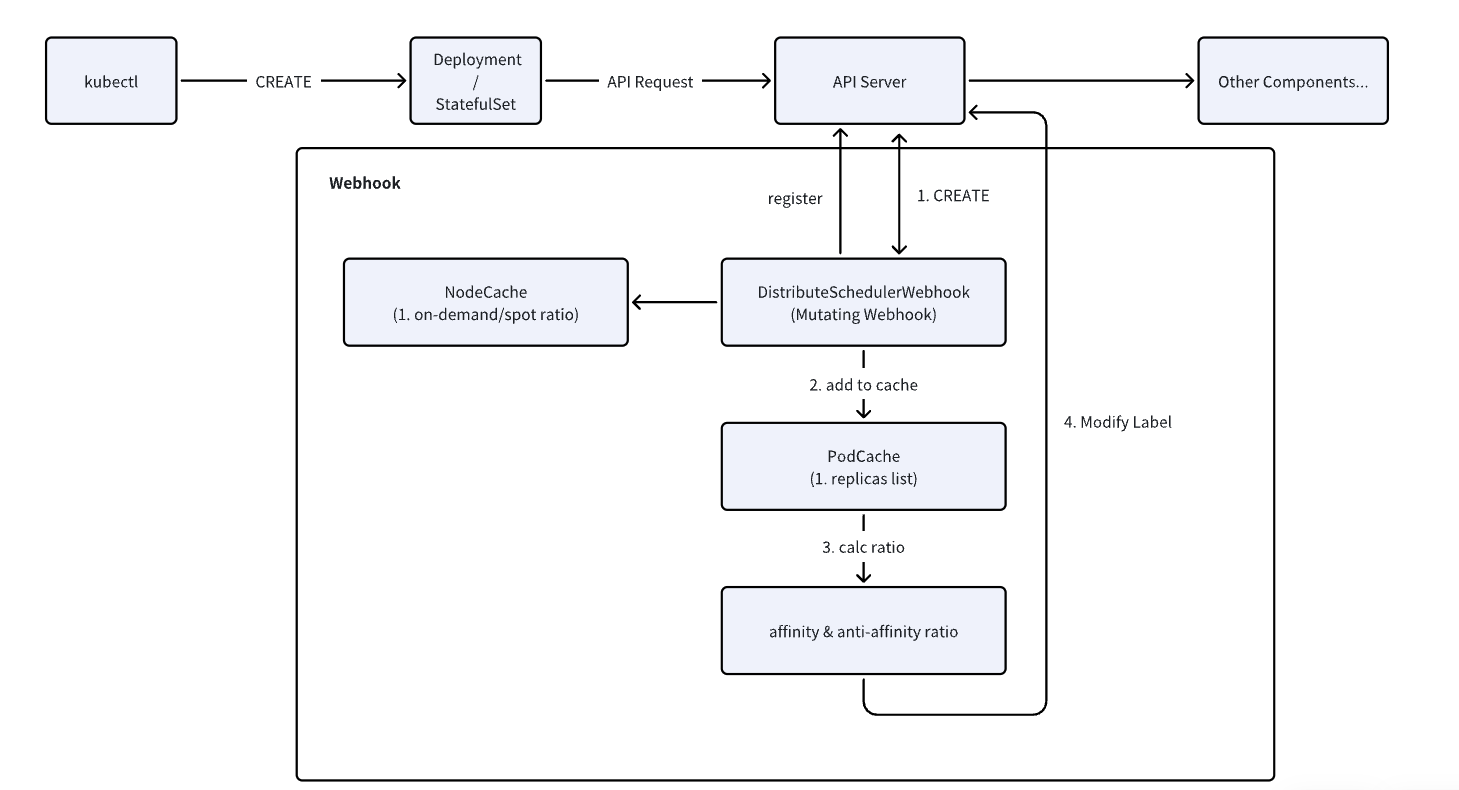 kubectl
CREATE
Deployment
/
StatefulSet
API Request
API Server
Other Components...
Webhook
register
1. CREATE
NodeCache
(1. on-demand/spot ratio)
DistributeSchedulerWebhook
(Mutating Webhook)
2. add to cache
PodCache
(1. replicas list)
4. Modify Label
3. calc ratio
affinity & anti-affinity ratio